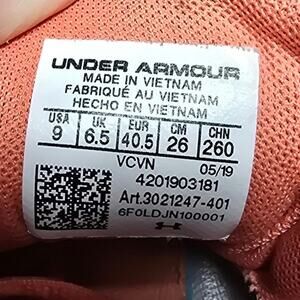 UNDER ARMOUR
MADE IN VIETNAM
FABRIQUÉ AU VIETNAM
HECHO EN VIETNAM
USA UK EUR CM CHN
9 6.5 40.5 26 260
VCVN 05/19
4201903181
Art.3021247-401
6F0LDJN100001